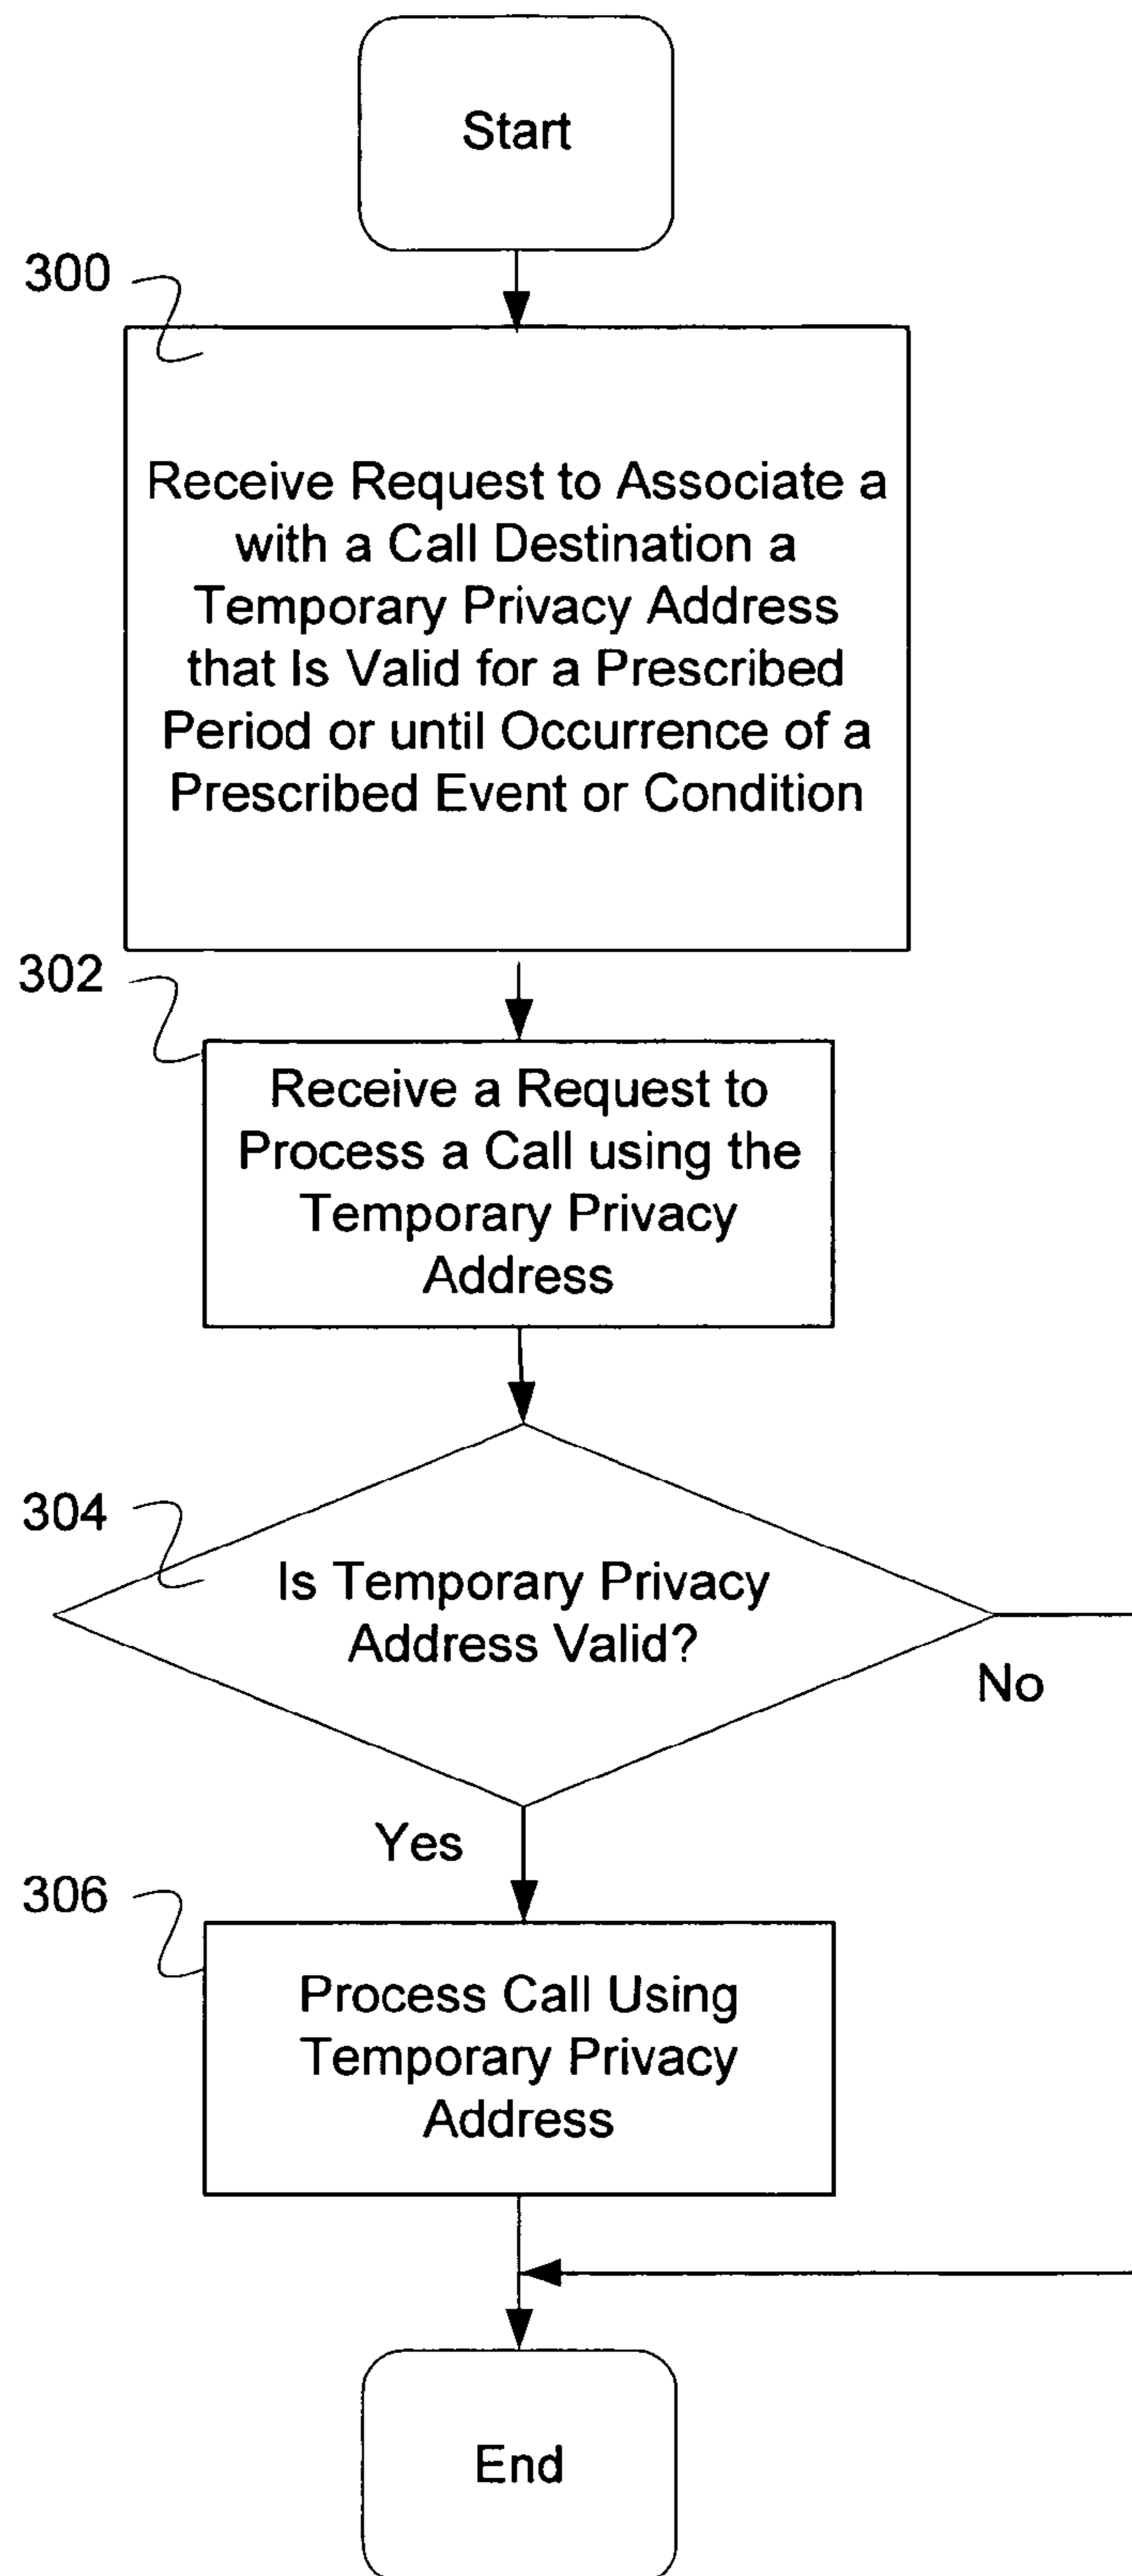 Start
300
Receive Request to Associate a
with a Call Destination a
Temporary Privacy Address
that Is Valid for a Prescribed
Period or until Occurrence of a
Prescribed Event or Condition
302
Receive a Request to
Process a Call using the
Temporary Privacy
Address
304
Is Temporary Privacy
Address Valid?
No
Yes
306
Process Call Using
Temporary Privacy
Address
End